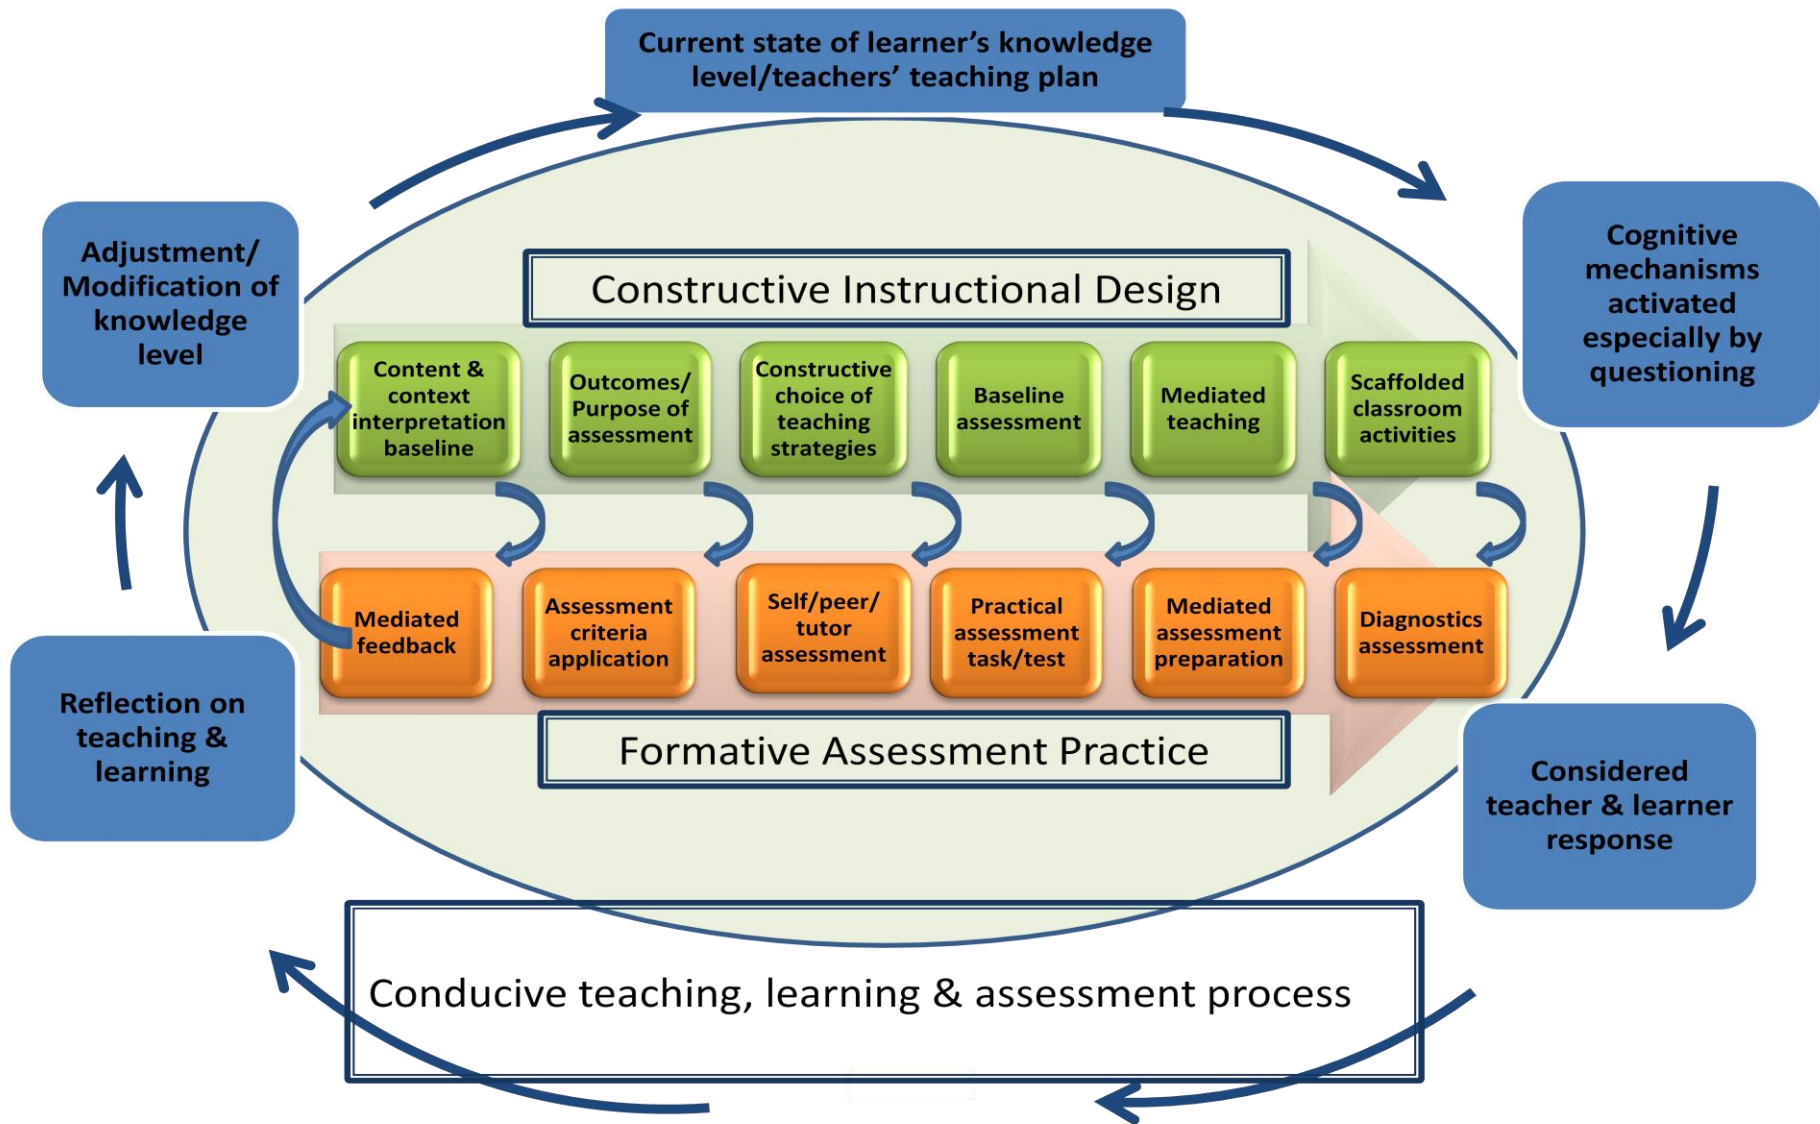 Current state of learner’s knowledge
level/teachers’ teaching plan
Adjustment/
Modification of
knowledge
level
Cognitive
mechanisms
activated
especially by
questioning
Constructive Instructional Design
Content &
context
interpretation
baseline
Outcomes/
Purpose of
assessment
Constructive
choice of
teaching
strategies
Baseline
assessment
Mediated
teaching
Scaffolded
classroom
activities
Mediated
feedback
Assessment
criteria
application
Self/peer/
tutor
assessment
Practical
assessment
task/test
Mediated
assessment
preparation
Diagnostics
assessment
Reflection on
teaching &
learning
Formative Assessment Practice
Considered
teacher & learner
response
Conducive teaching, learning & assessment process